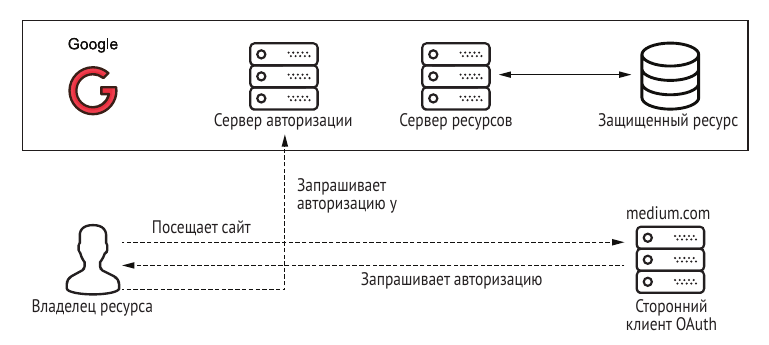 Google
Сервер авторизации
Сервер ресурсов
Защищенный ресурс
Запрашивает
авторизацию у
Посещает сайт
medium.com
Запрашивает авторизацию
Владелец ресурса
Сторонний
клиент OAuth